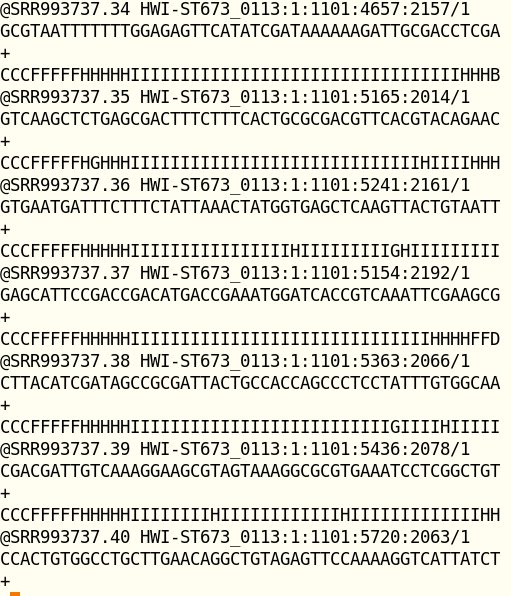 @SRR993737.34 HWI-ST673_0113:1:1101:4657:2157/1
GCGTAATTTTTTTGGAGAGTTCATATCGATAAAAAAGATTGCGACCTCGA
+
CCCFFFFFHHHHHIIIIIIIIIIIIIIIIIIIIIIIIIIIIIIIIIHHHB
@SRR993737.35 HWI-ST673_0113:1:1101:5165:2014/1
GTCAAGCTCTGAGCGACTTTCTTTCACTGCGCGACGTTCACGTACAGAAC
+
CCCFFFFFHGHHHIIIIIIIIIIIIIIIIIIIIIIIIIIIIIHIIIIHHH
@SRR993737.36 HWI-ST673_0113:1:1101:5241:2161/1
GTGAATGATTTCTTTCTATTAAACTATGGTGAGCTCAAGTTACTGTAATT
+
CCCFFFFFHHHHHIIIIIIIIIIIIIIIIHIIIIIIIIIGHIIIIIIIII
@SRR993737.37 HWI-ST673_0113:1:1101:5154:2192/1
GAGCATTCCGACCGACATGACCGAAATGGATCACCGTCAAATTCGAAGCG
+
CCCFFFFFHHHHHIIIIIIIIIIIIIIIIIIIIIIIIIIIIIIHHHHFFD
@SRR993737.38 HWI-ST673_0113:1:1101:5363:2066/1
CTTACATCGATAGCCGCGATTACTGCCACCAGCCCTCCTATTTGTGGCAA
+
CCCFFFFFHHHHHIIIIIIIIIIIIIIIIIIIIIIIIIIGIIIIHIIIII
@SRR993737.39 HWI-ST673_0113:1:1101:5436:2078/1
CGACGATTGTCAAAGGAAGCGTAGTAAAGGCGCGTGAAATCCTCGGCTGT
+
CCCFFFFFHHHHHIIIIIIIIHIIIIIIIIIIIIHIIIIIIIIIIIIIHH
@SRR993737.40 HWI-ST673_0113:1:1101:5720:2063/1
CCACTGTGGCCTGCTTGAACAGGCTGTAGAGTTCCAAAAGGTCATTATCT
+